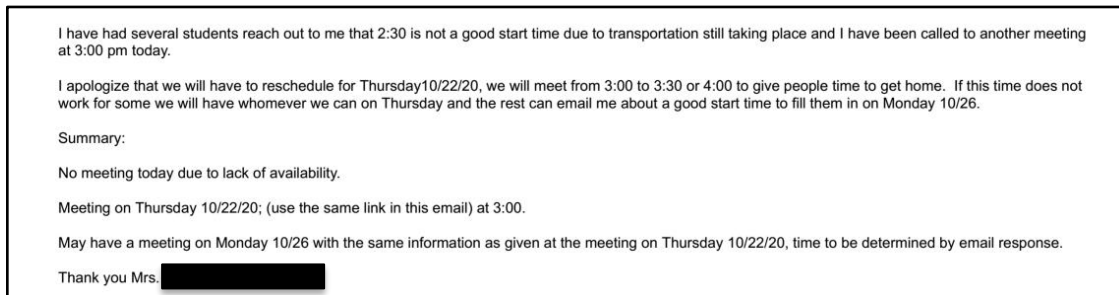 I have had several students reach out to me that 2:30 is not a good start time due to transportation still taking place and I have been called to another meeting
at 3:00 pm today.
I apologize that we will have to reschedule for Thursday10/22/20, we will meet from 3:00 to 3:30 or 4:00 to give people time to get home.  If this time does not
work for some we will have whomever we can on Thursday and the rest can email me about a good start time to fill them in on Monday 10/26.
Summary:
No meeting today due to lack of availability.
Meeting on Thursday 10/22/20; (use the same link in this email) at 3:00.
May have a meeting on Monday 10/26 with the same information as given at the meeting on Thursday 10/22/20, time to be determined by email response.
Thank you Mrs.